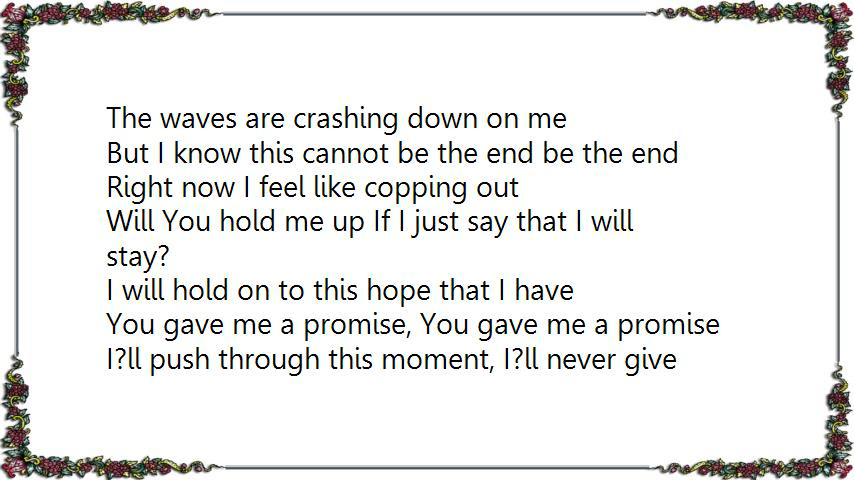 The waves are crashing down on me
But I know this cannot be the end be the end
Right now I feel like copping out
Will You hold me up If I just say that I will
stay?
I will hold on to this hope that I have
You gave me a promise, You gave me a promise
I?ll push through this moment, I?ll never give